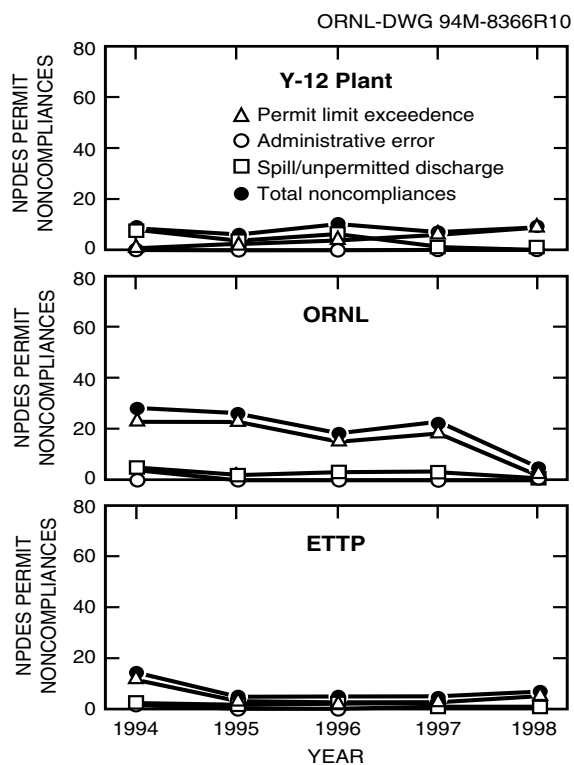 ORNL-DWG 94M-8366R10
NPDES PERMIT
NONCOMPLIANCES
80
60
40
20
0
Y-12 Plant
Permit limit exceedence
Administrative error
Spill/unpermitted discharge
Total noncompliances
NPDES PERMIT
NONCOMPLIANCES
80
60
40
20
0
ORNL
NPDES PERMIT
NONCOMPLIANCES
80
60
40
20
0
ETTP
1994 1995 1996 1997 1998
YEAR